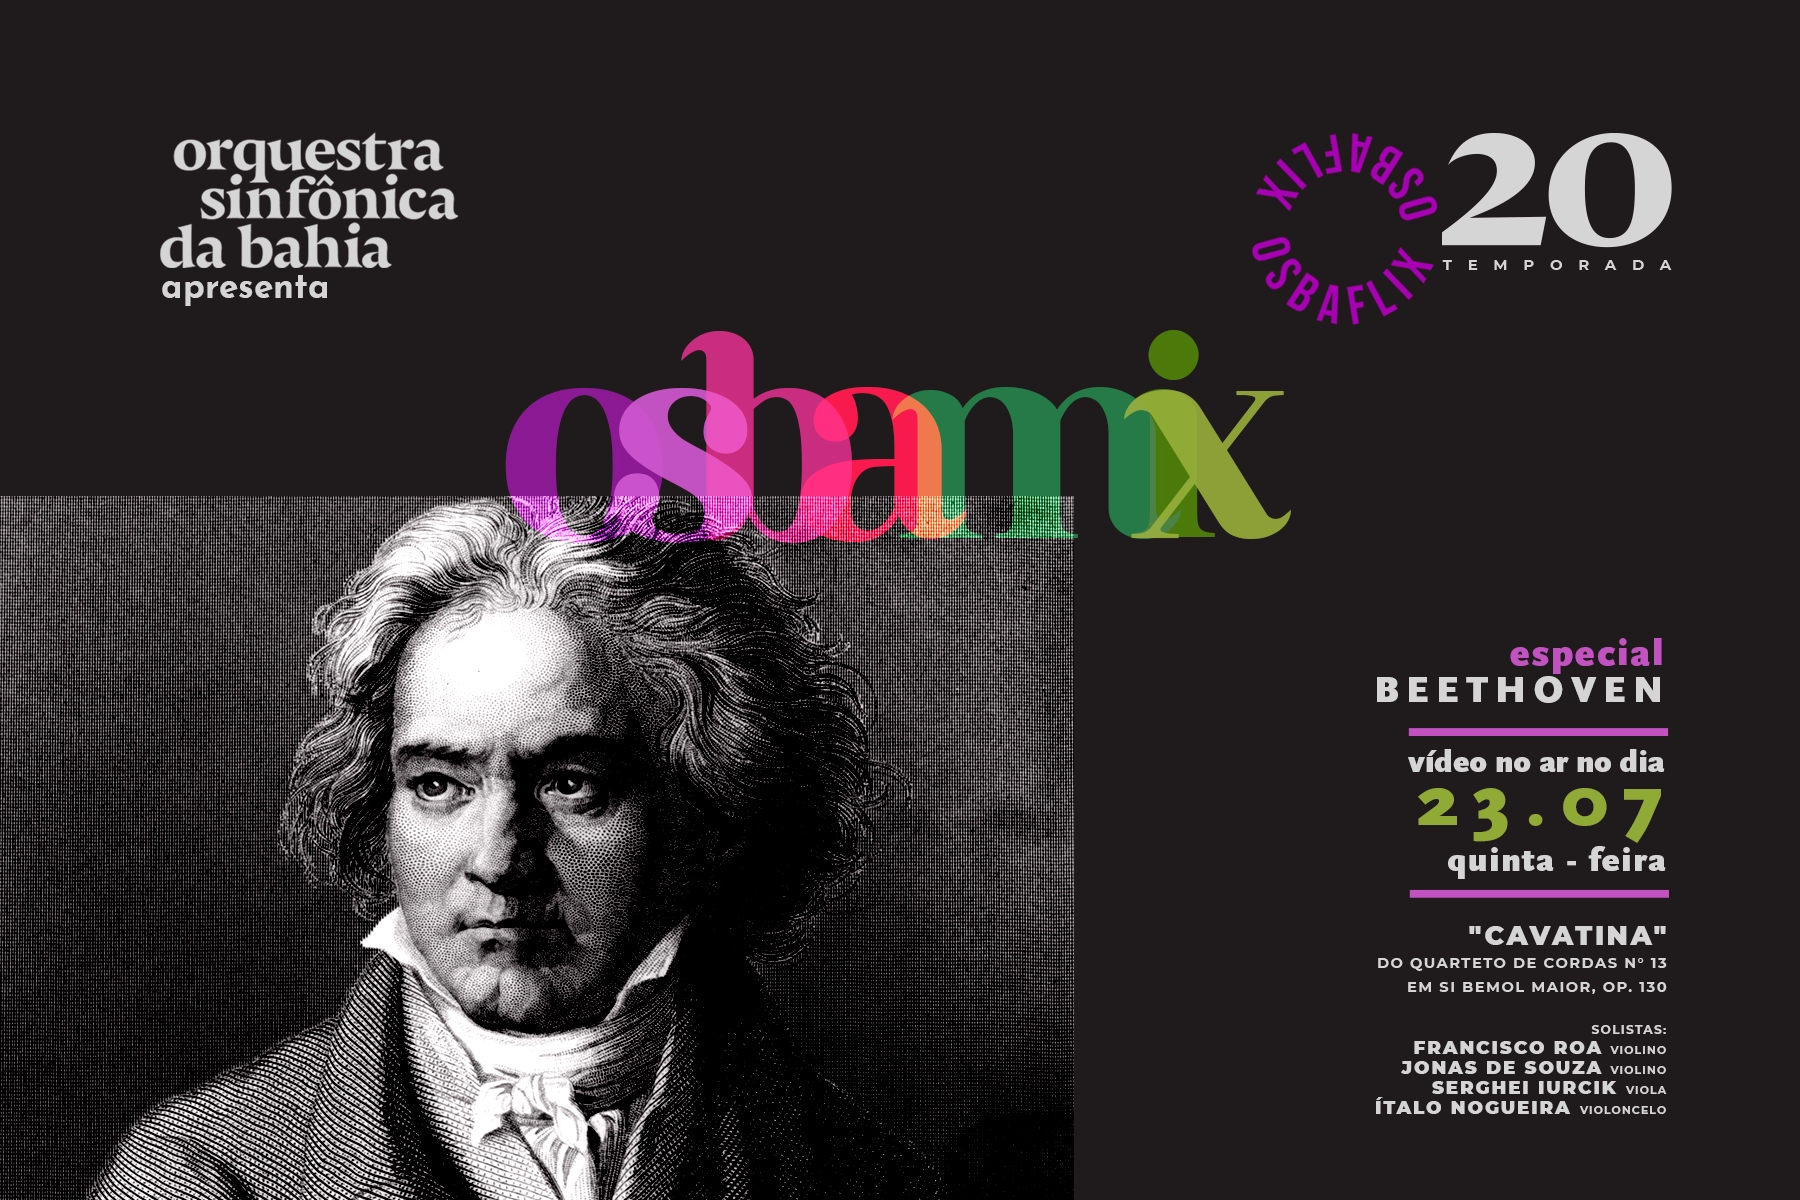 orquestra
sinfônica
da bahia
apresenta
OSBAFLIX OSBAFLIX
20
TEMPORADA
osbamix
especial
BEETHOVEN
vídeo no ar no dia
23.07
quinta - feira
"CAVATINA"
DO QUARTETO DE CORDAS N° 13
EM SI BEMOL MAIOR, OP. 130
SOLISTAS:
FRANCISCO ROA VIOLINO
JONAS DE SOUZA VIOLINO
SERGHEI IURCIK VIOLA
ÍTALO NOGUEIRA VIOLONCELO